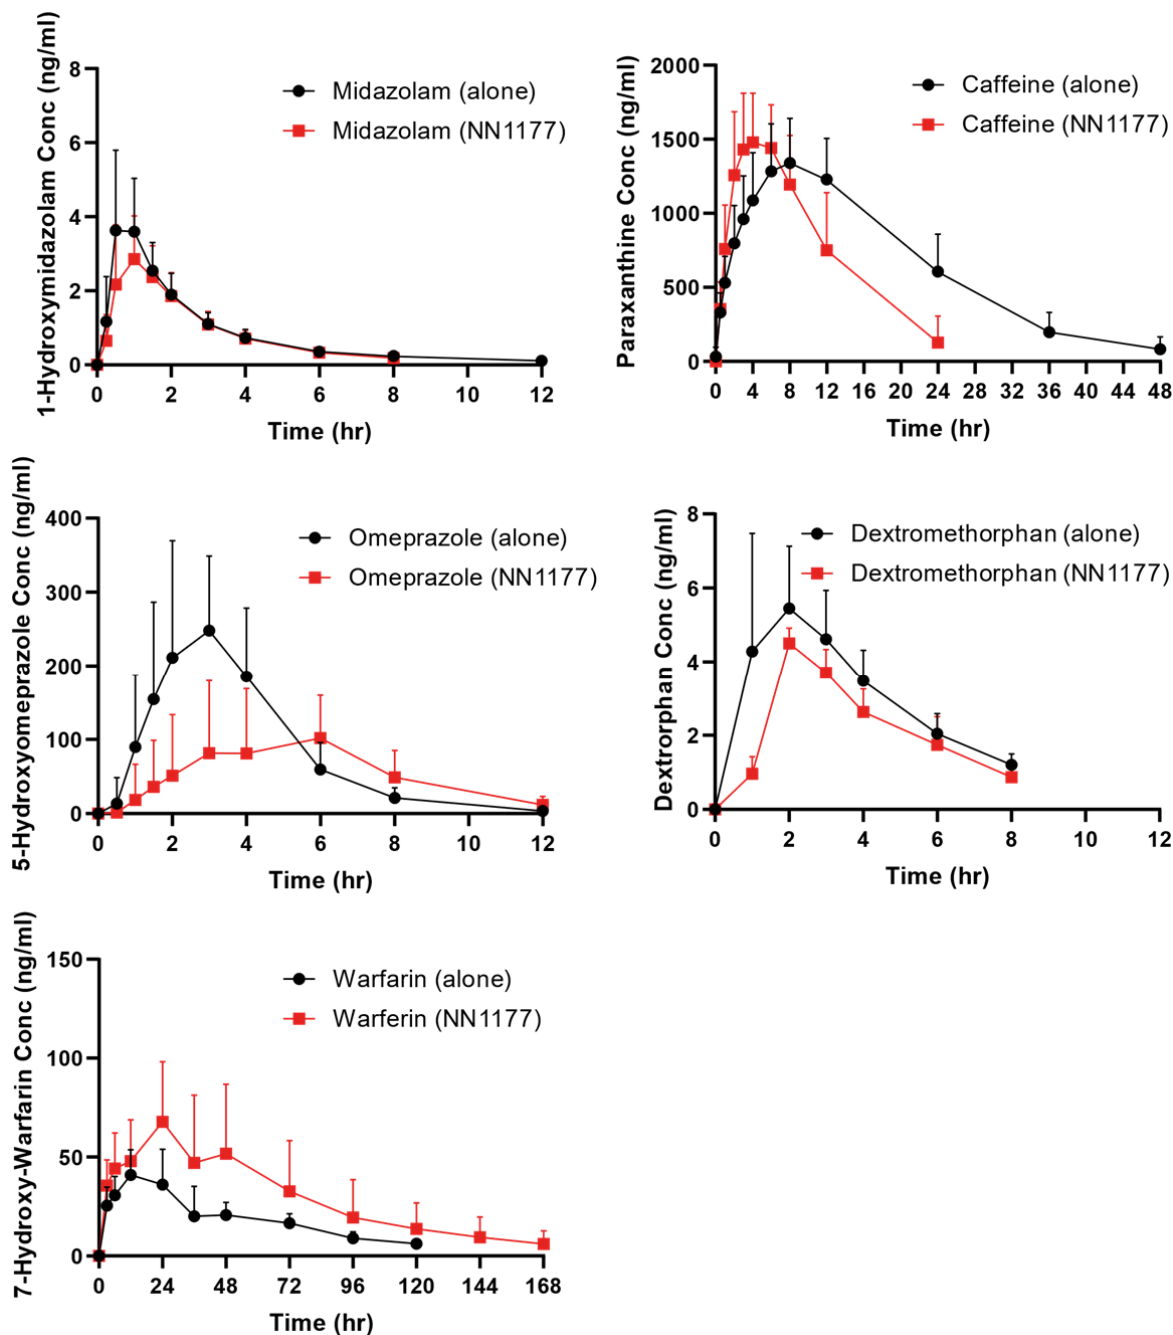 1-Hydroxymidazolam Conc (ng/ml)
8
6
4
2
0
Midazolam (alone)
Midazolam (NN1177)
0 2 4 6 8 10 12
Time (hr)
Paraxanthine Conc (ng/ml)
2000
1500
1000
500
0
Caffeine (alone)
Caffeine (NN1177)
0 4 8 12 16 20 24 28 32 36 40 44 48
Time (hr)
5-Hydroxyomeprazole Conc (ng/ml)
400
300
200
100
0
Omeprazole (alone)
Omeprazole (NN1177)
0 2 4 6 8 10 12
Time (hr)
Dextrorphan Conc (ng/ml)
8
6
4
2
0
Dextromethorphan (alone)
Dextromethorphan (NN1177)
0 2 4 6 8 10 12
Time (hr)
7-Hydroxy-Warfarin Conc (ng/ml)
150
100
50
0
Warfarin (alone)
Warferin (NN1177)
0 24 48 72 96 120 144 168
Time (hr)